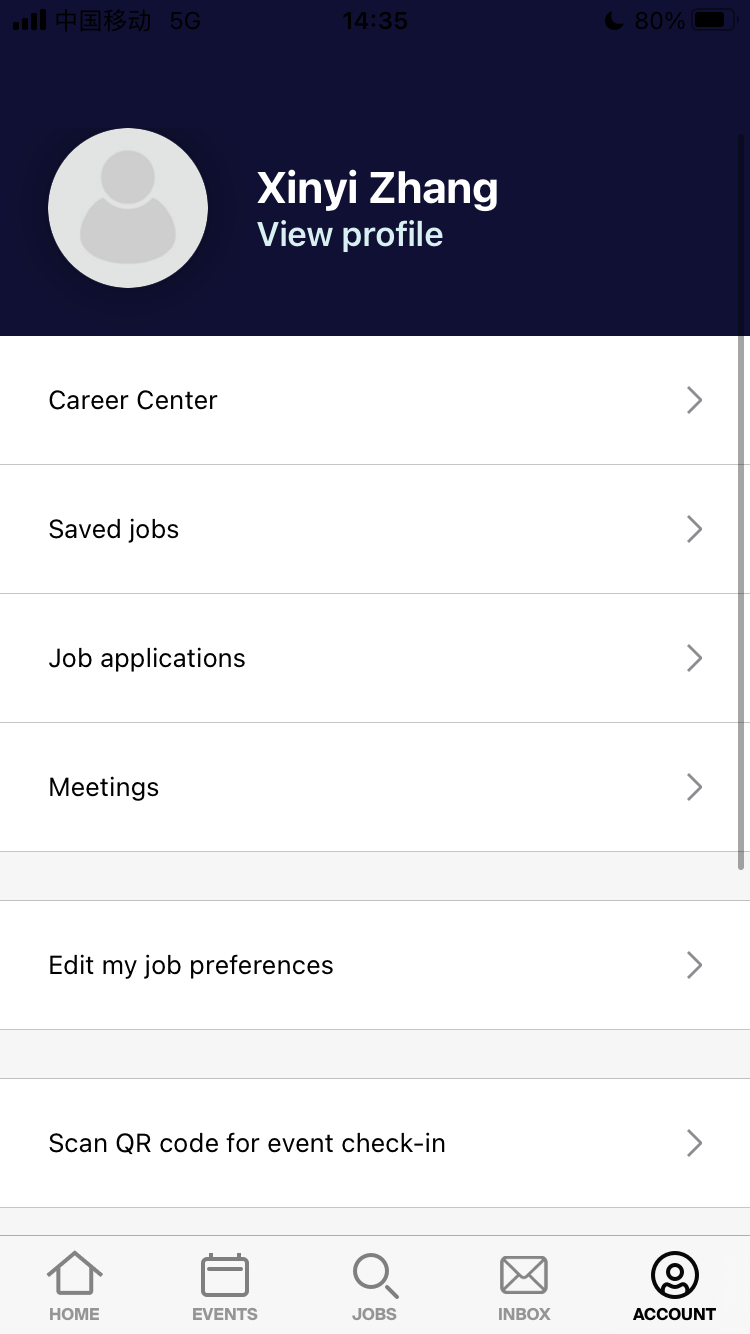 中国移动 5G 14:35 80%
Xinyi Zhang
View profile
Career Center
Saved jobs
Job applications
Meetings
Edit my job preferences
Scan QR code for event check-in
HOME EVENTS JOBS INBOX ACCOUNT